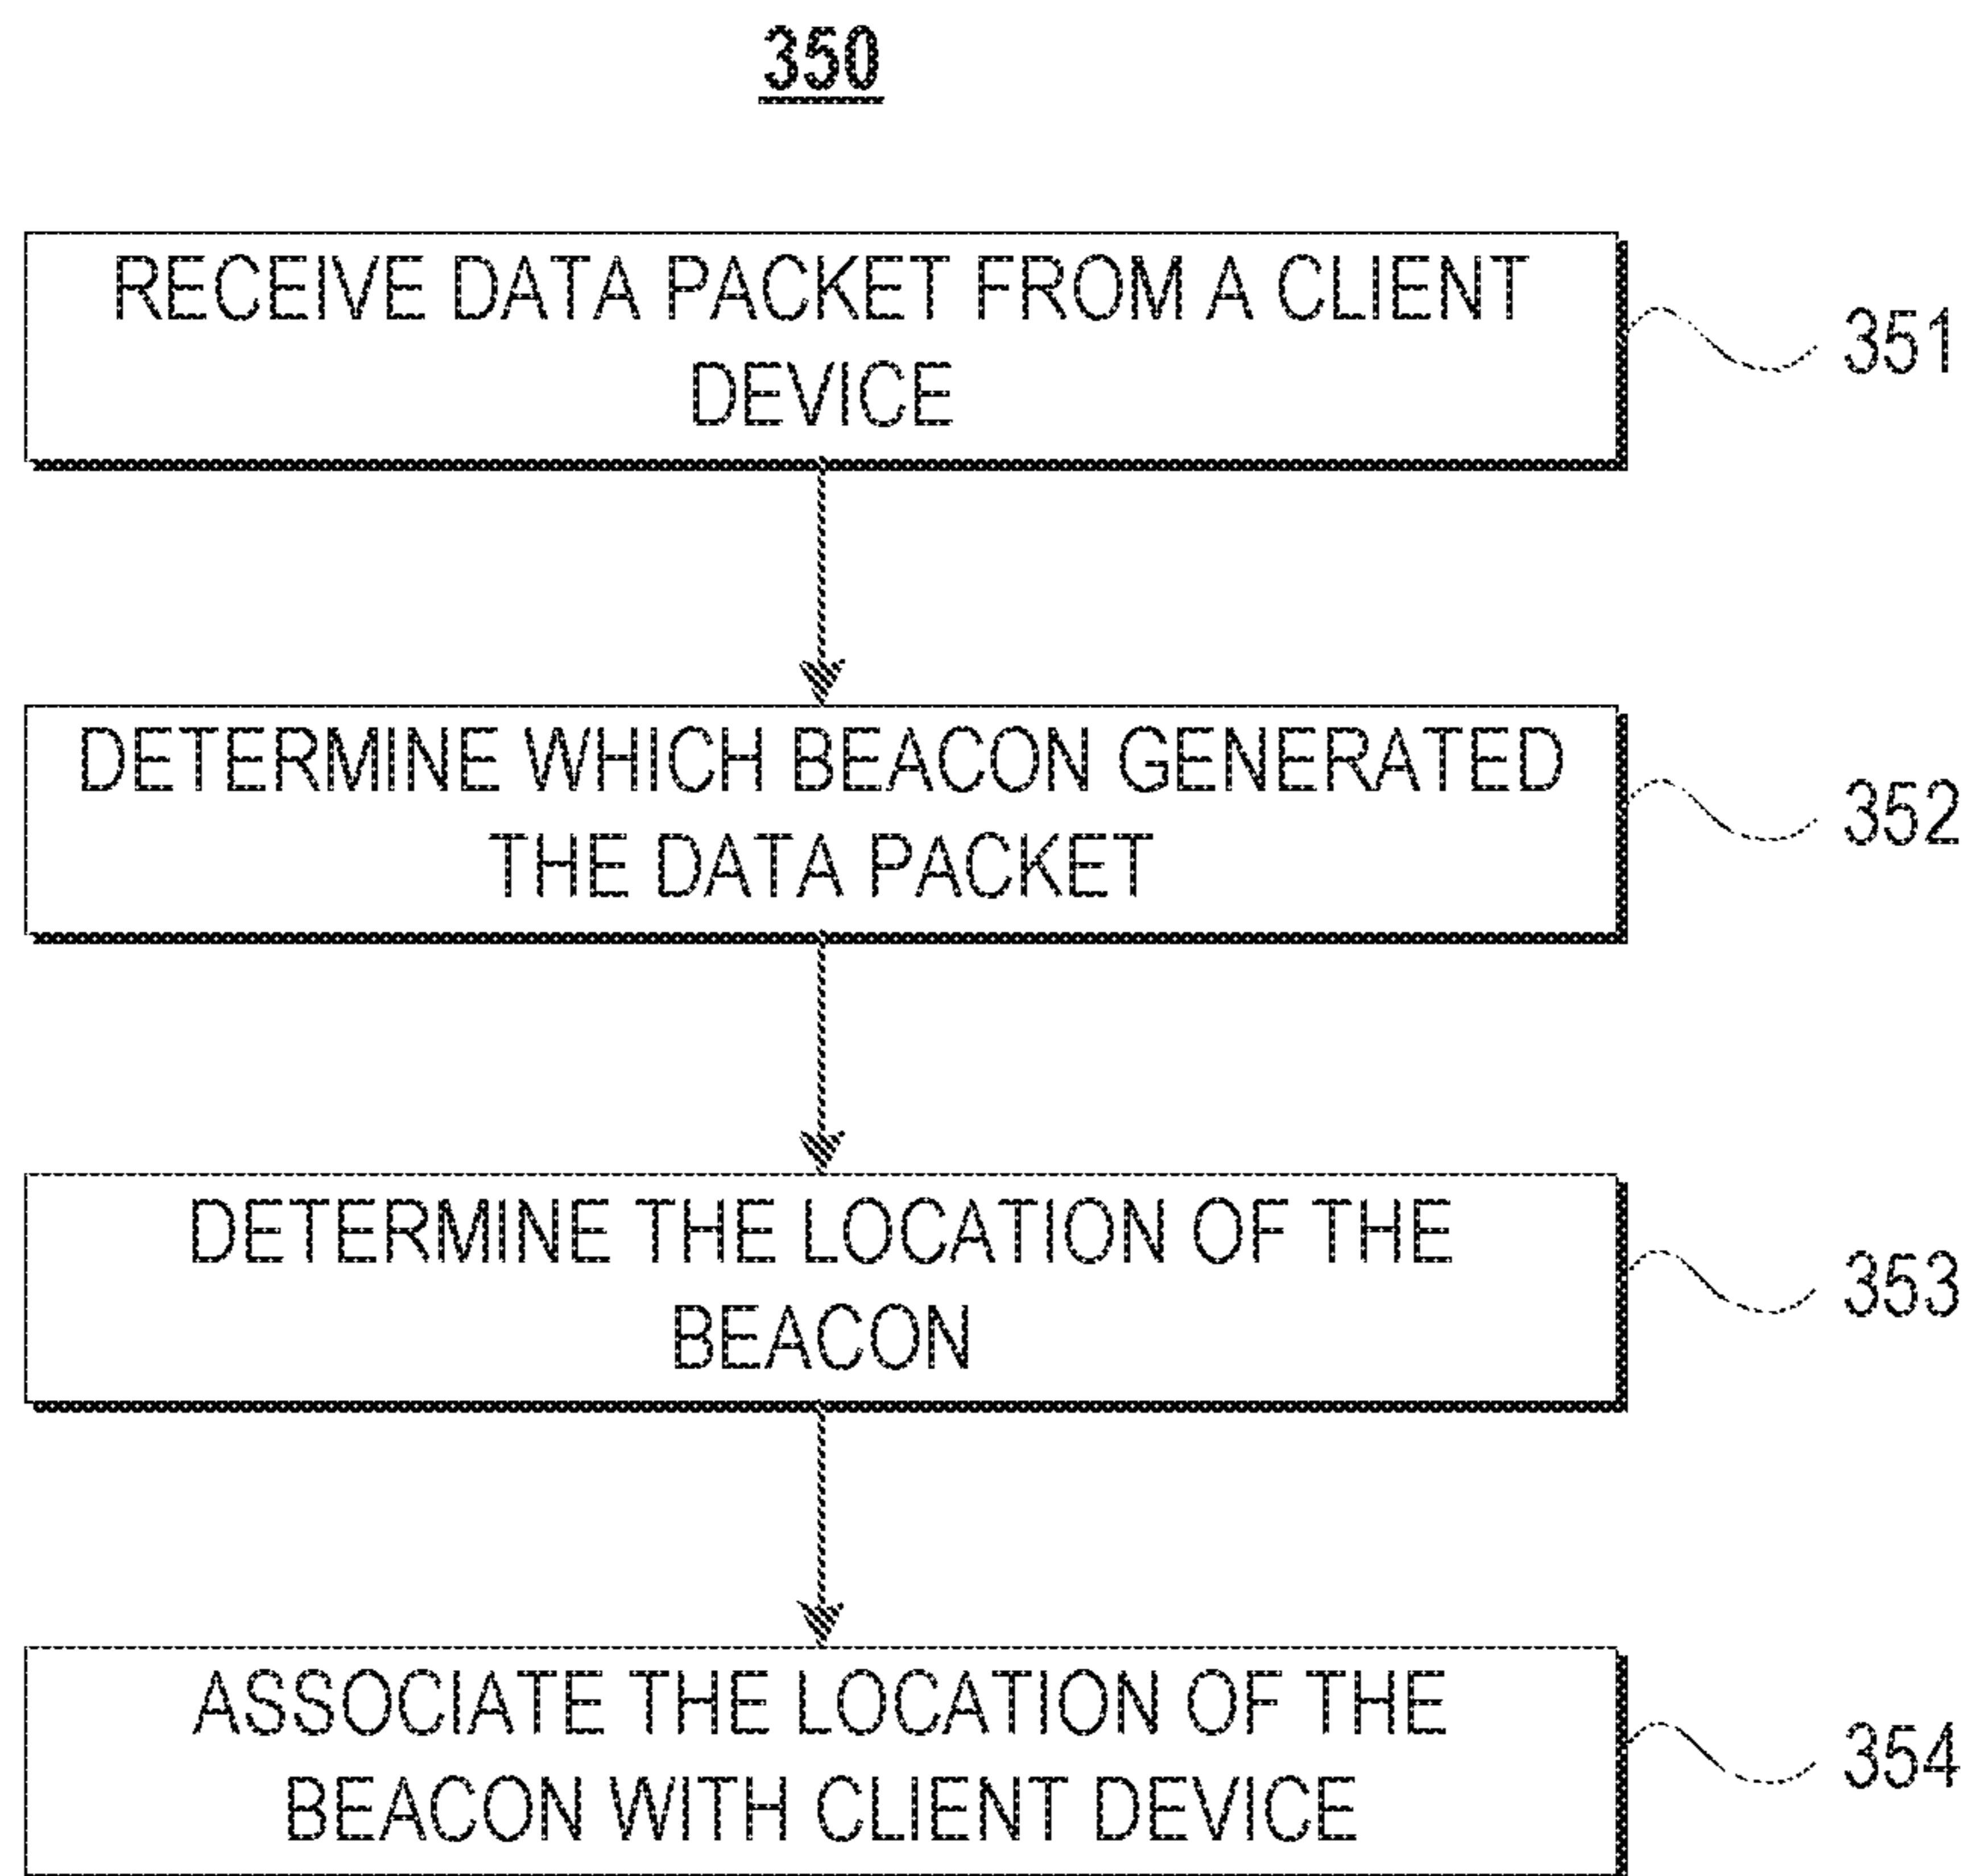 350
RECEIVE DATA PACKET FROM A CLIENT
DEVICE
351
DETERMINE WHICH BEACON GENERATED
THE DATA PACKET
352
DETERMINE THE LOCATION OF THE
BEACON
353
ASSOCIATE THE LOCATION OF THE
BEACON WITH CLIENT DEVICE
354